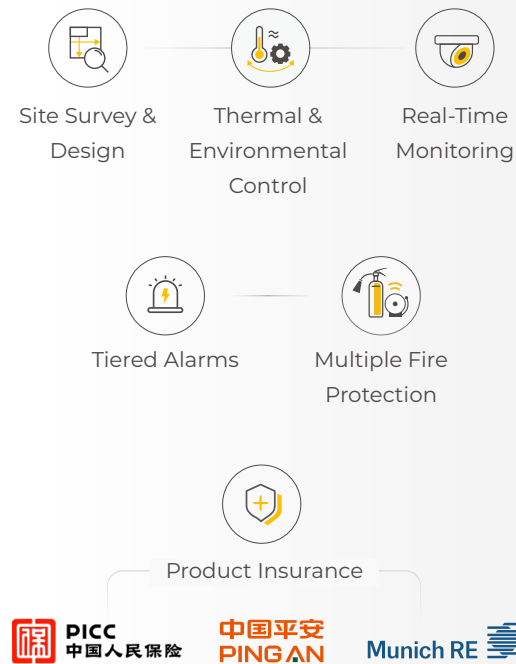 Site Survey &
Design
Thermal &
Environmental
Control
Real-Time
Monitoring
Tiered Alarms
Multiple Fire
Protection
Product Insurance
PICC
中国人民保险
中国平安
PING AN
Munich RE